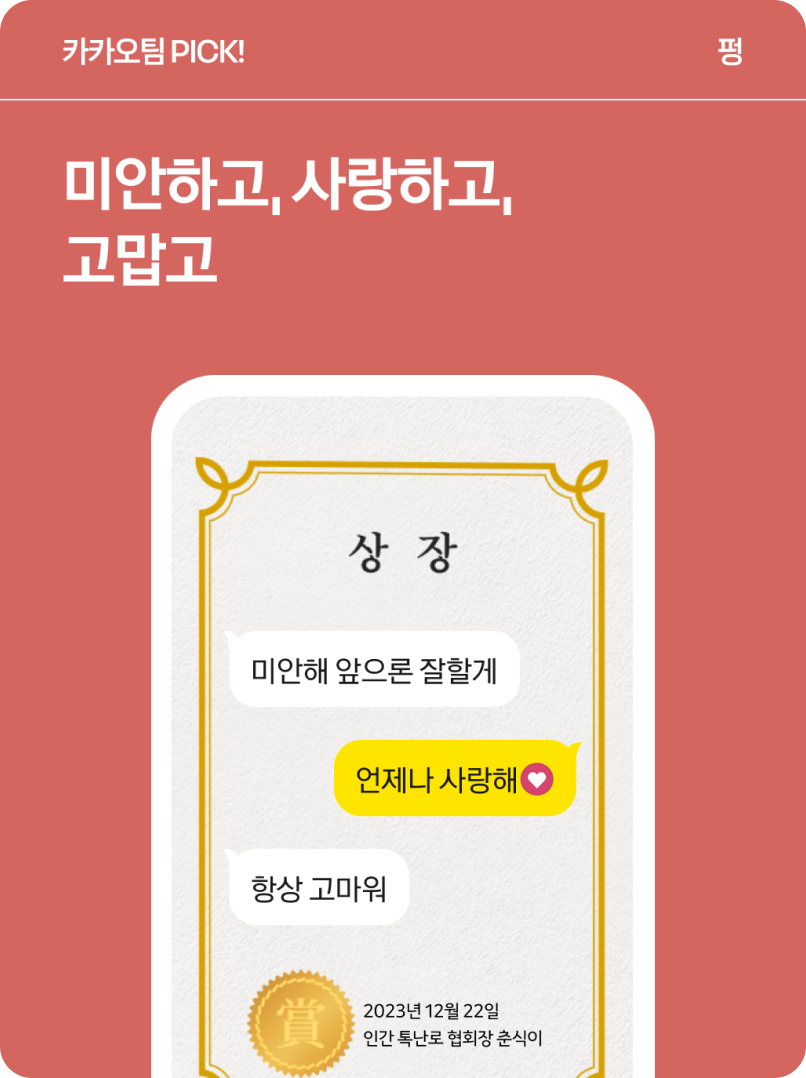 카카오팀 PICK!
펑
미안하고, 사랑하고,
고맙고
상 장
미안해 앞으론 잘할게
언제나 사랑해
항상 고마워
賞
2023년 12월 22일
인간 톡난로 협회장 춘식이